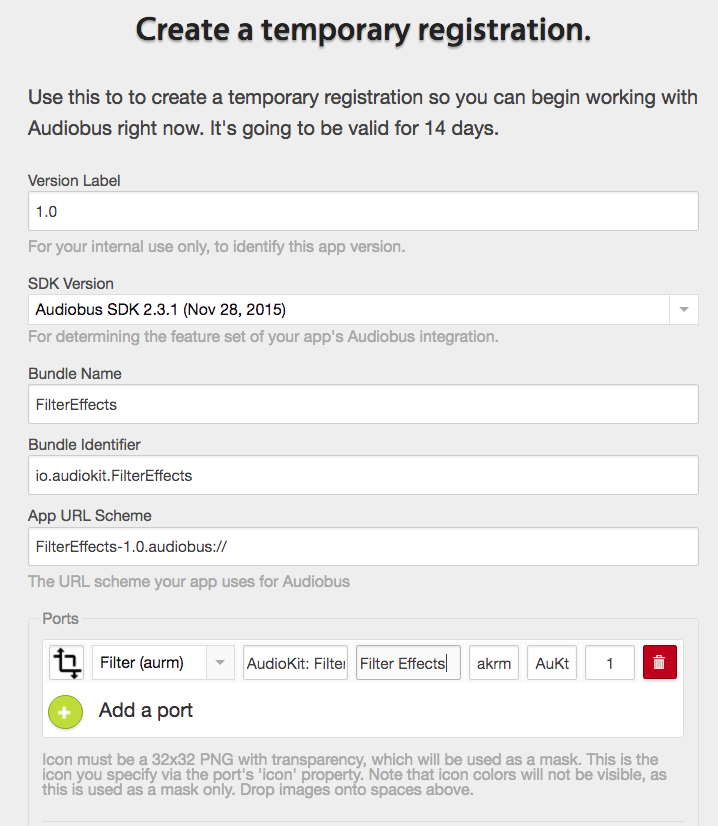 Create a temporary registration.
Use this to to create a temporary registration so you can begin working with
Audiobus right now. It's going to be valid for 14 days.
Version Label
1.0
For your internal use only, to identify this app version.
SDK Version
Audiobus SDK 2.3.1 (Nov 28, 2015)
For determining the feature set of your app's Audiobus integration.
Bundle Name
FilterEffects
Bundle Identifier
io.audiokit.FilterEffects
App URL Scheme
FilterEffects-1.0.audiobus://
The URL scheme your app uses for Audiobus
Ports
Filter (aurm) AudioKit: Filter Filter Effects akrm AuKt 1
Add a port
Icon must be a 32x32 PNG with transparency, which will be used as a mask. This is the
icon you specify via the port's 'icon' property. Note that icon colors will not be visible, as
this is used as a mask only. Drop images onto spaces above.